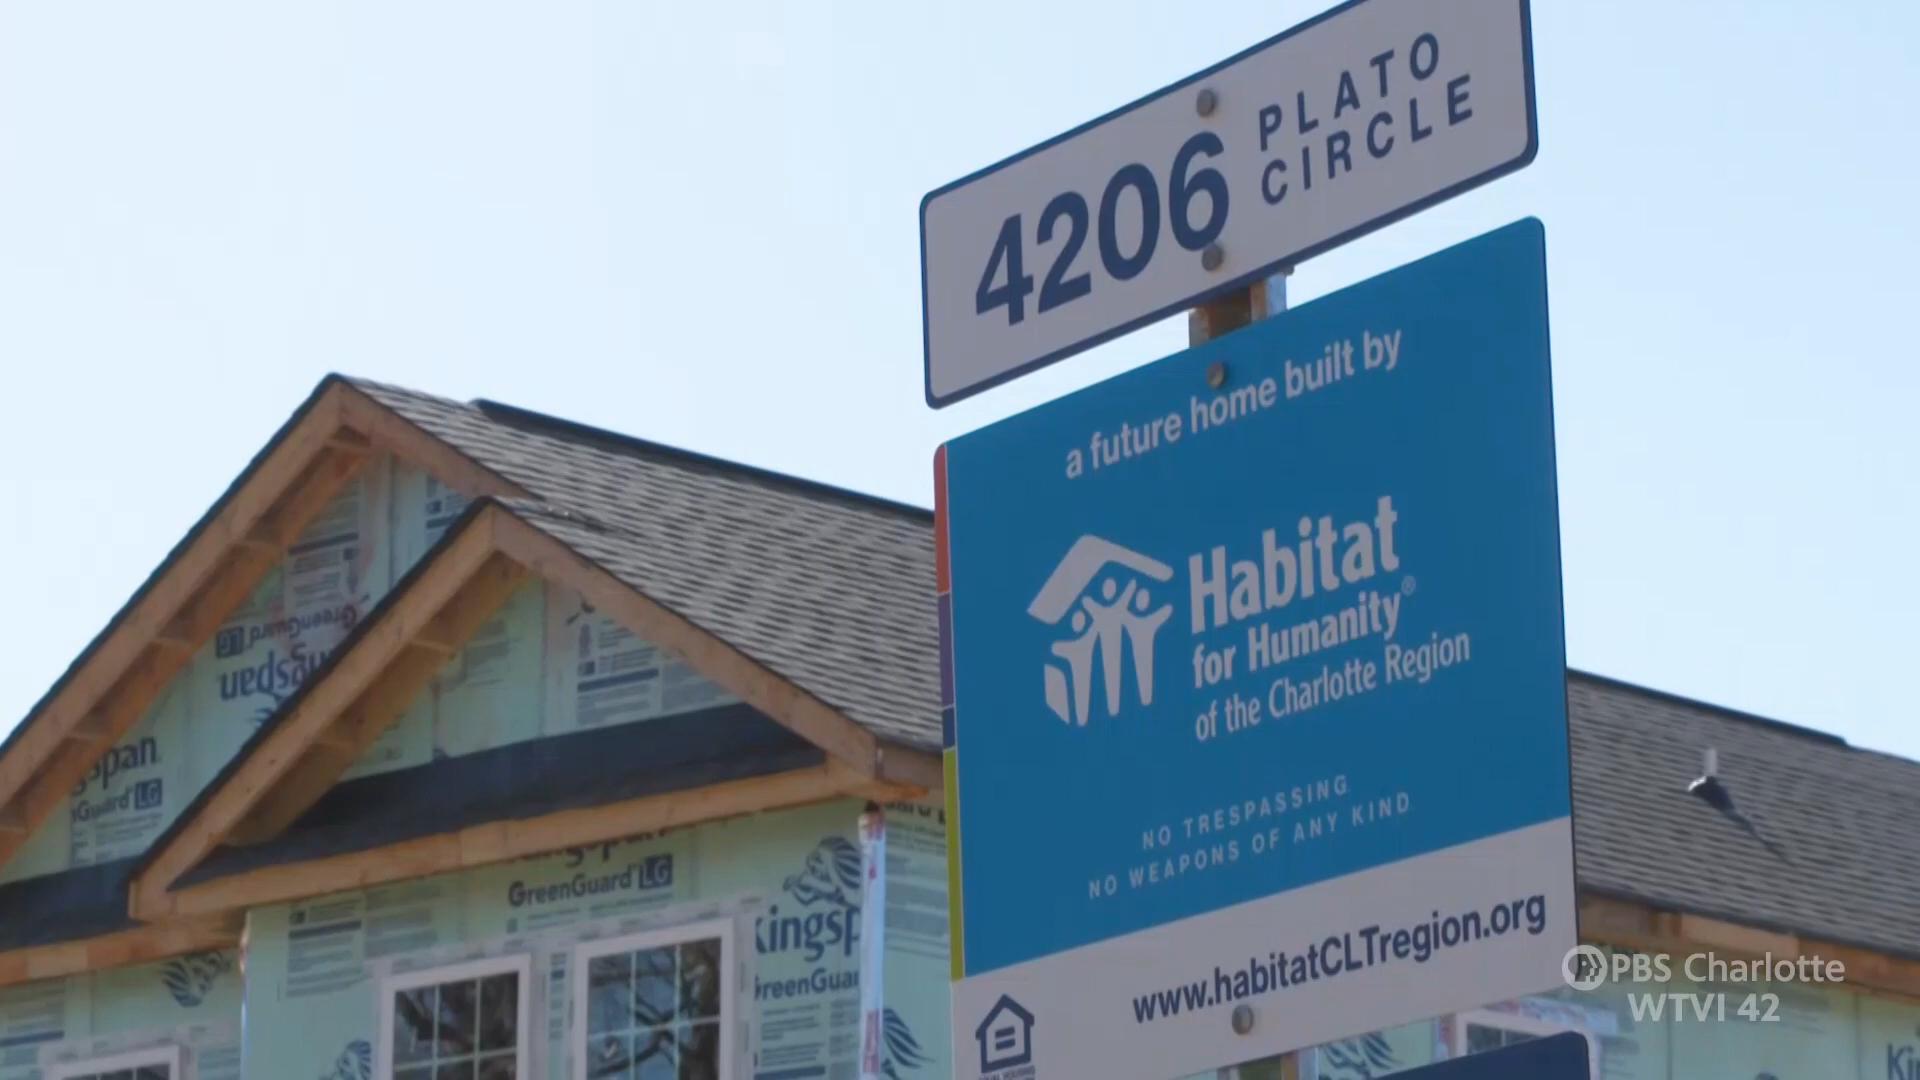 4206 PLATO
CIRCLE
a future home built by
Habitat
for Humanity®
of the Charlotte Region
NO TRESPASSING
NO WEAPONS OF ANY KIND
www.habitatCLTregion.org
PBS Charlotte
WTVI 42
GreenGuard LG
Kingspan
GreenGuard LG